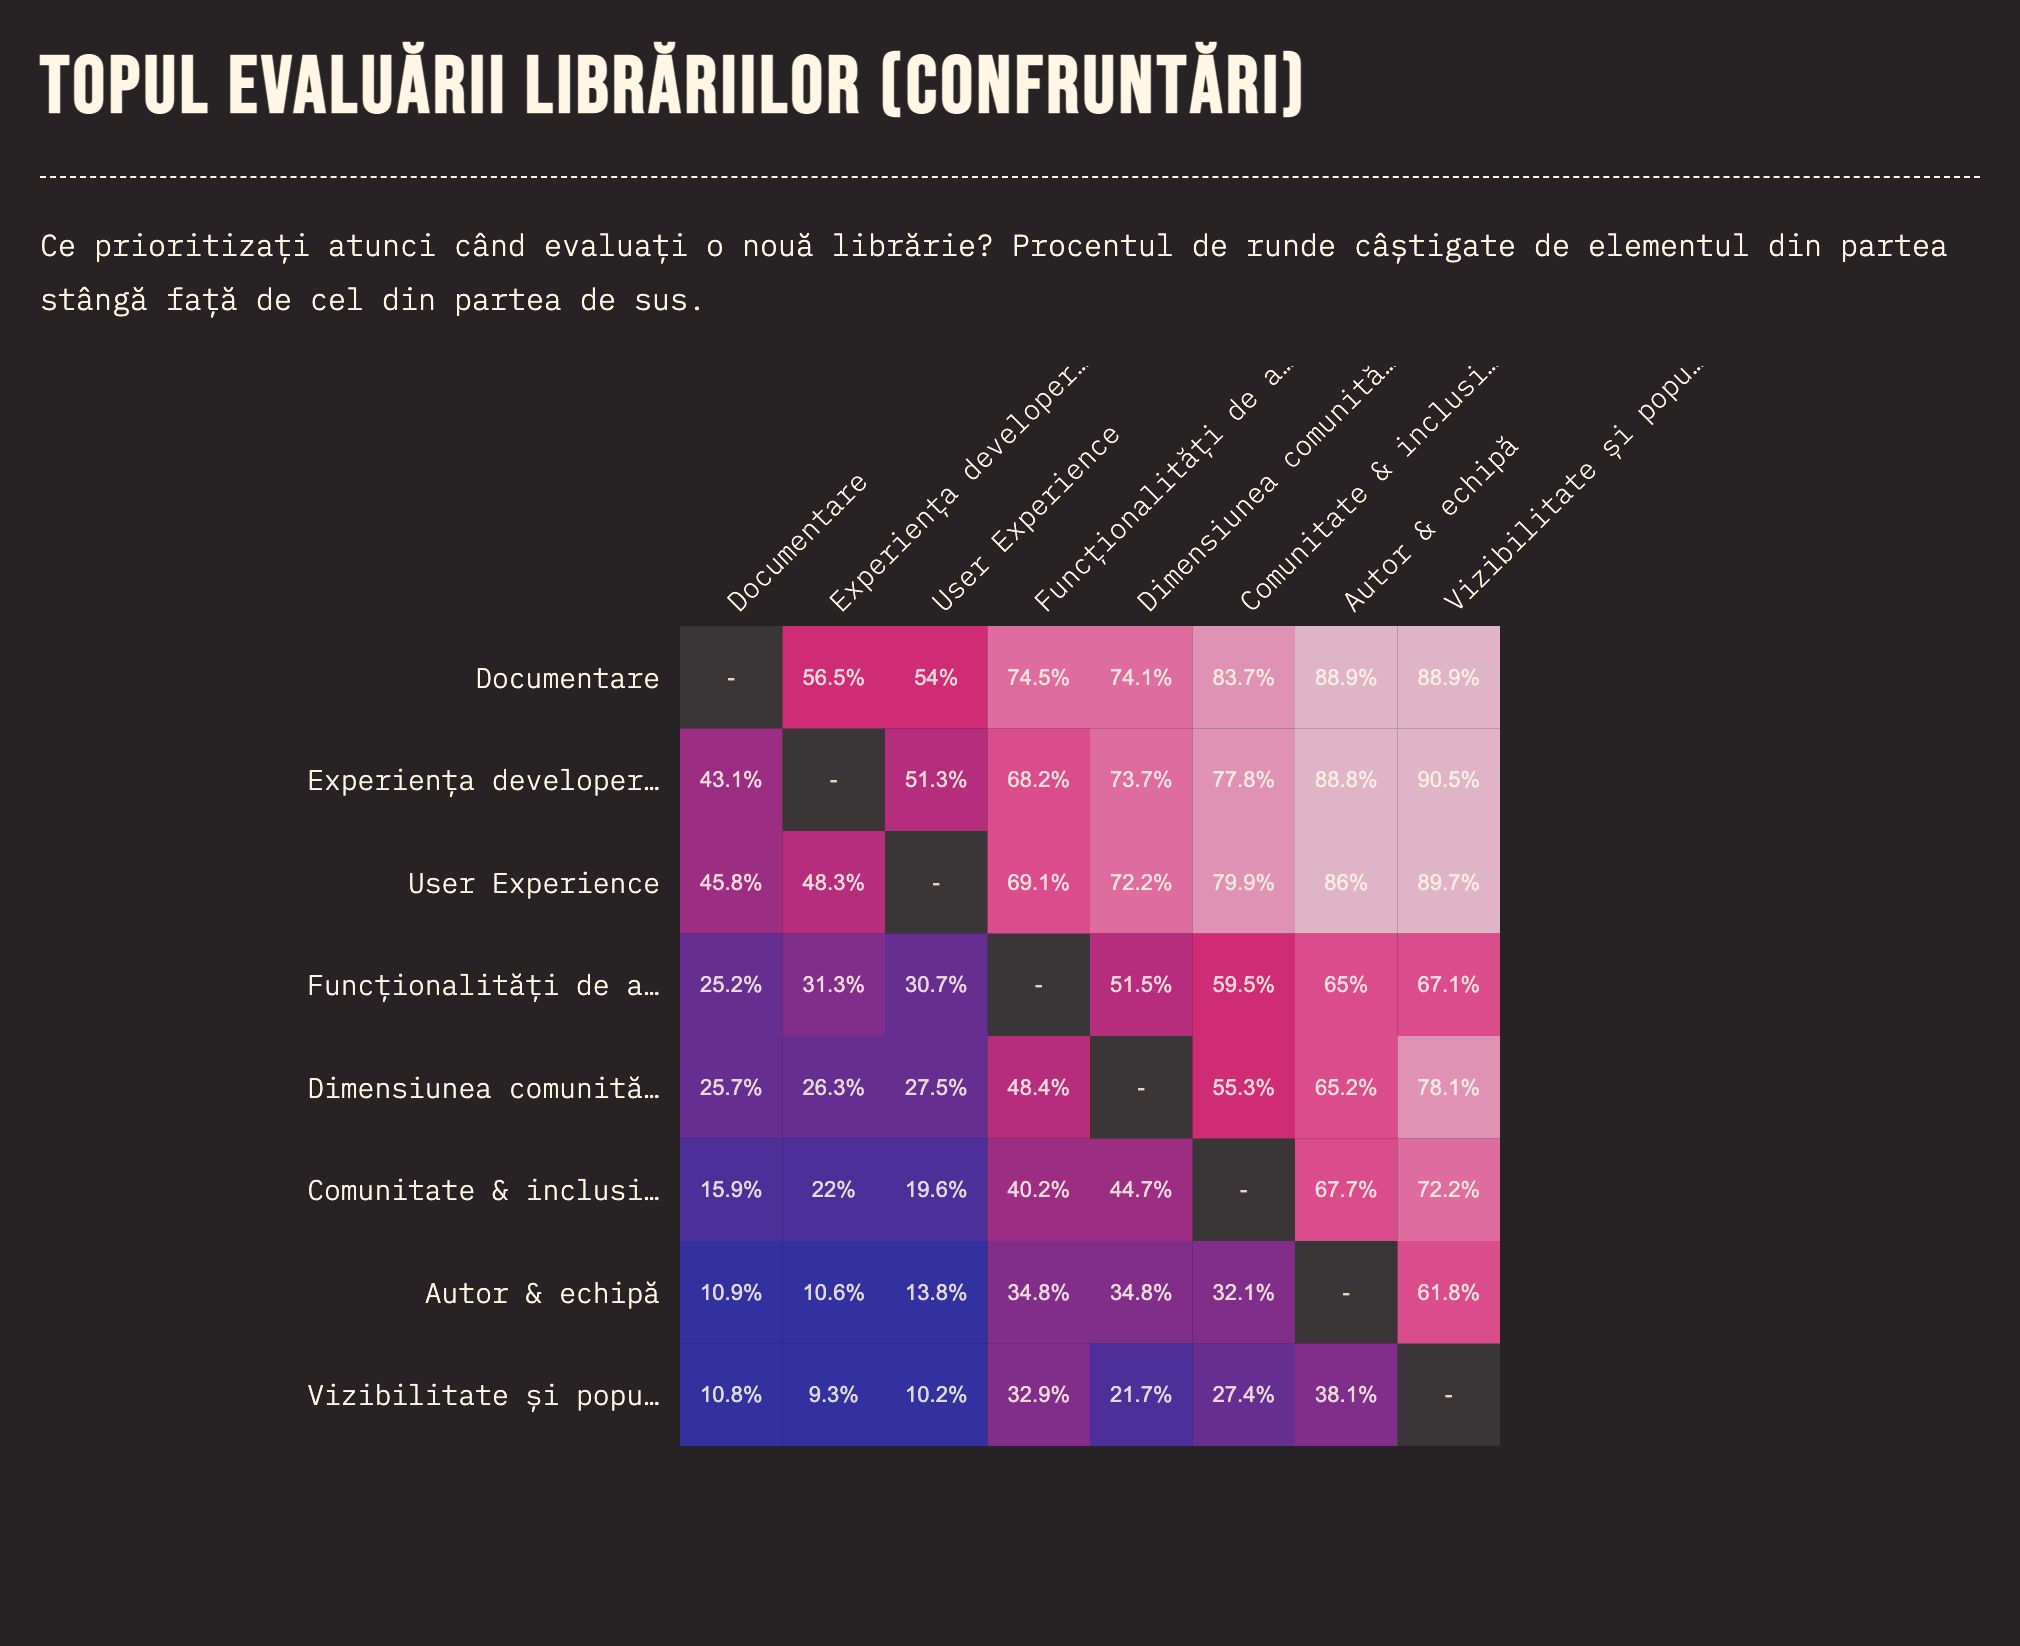 TOPUL EVALUĂRII LIBRĂRIILOR (CONFRUNTĂRI)
Ce prioritizați atunci când evaluați o nouă librărie? Procentul de runde câștigate de elementul din partea
stângă față de cel din partea de sus.
Documentare
Experiența developer…
User Experience
Funcționalități de a…
Dimensiunea comunită…
Comunitate & inclusi…
Autor & echipă
Vizibilitate și popu…
Documentare - 56.5% 54% 74.5% 74.1% 83.7% 88.9% 88.9%
Experiența developer… 43.1% - 51.3% 68.2% 73.7% 77.8% 88.8% 90.5%
User Experience 45.8% 48.3% - 69.1% 72.2% 79.9% 86% 89.7%
Funcționalități de a… 25.2% 31.3% 30.7% - 51.5% 59.5% 65% 67.1%
Dimensiunea comunită… 25.7% 26.3% 27.5% 48.4% - 55.3% 65.2% 78.1%
Comunitate & inclusi… 15.9% 22% 19.6% 40.2% 44.7% - 67.7% 72.2%
Autor & echipă 10.9% 10.6% 13.8% 34.8% 34.8% 32.1% - 61.8%
Vizibilitate și popu… 10.8% 9.3% 10.2% 32.9% 21.7% 27.4% 38.1% -